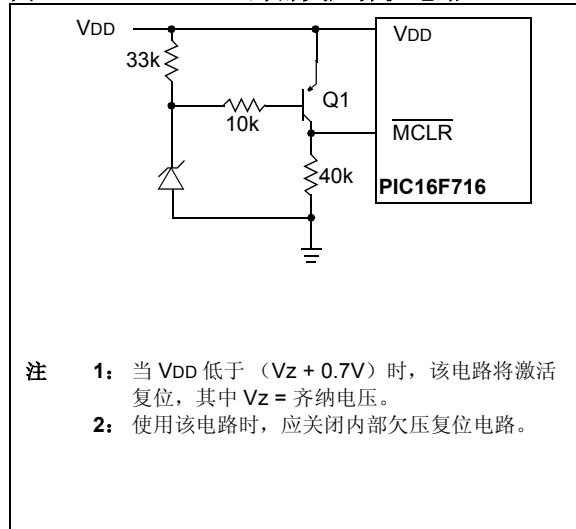 VDD
VDD
33k
Q1
10k
MCLR
40k
PIC16F716
注 1： 当 VDD 低于 （Vz + 0.7V）时，该电路将激活
复位，其中 Vz = 齐纳电压。
2： 使用该电路时，应关闭内部欠压复位电路。